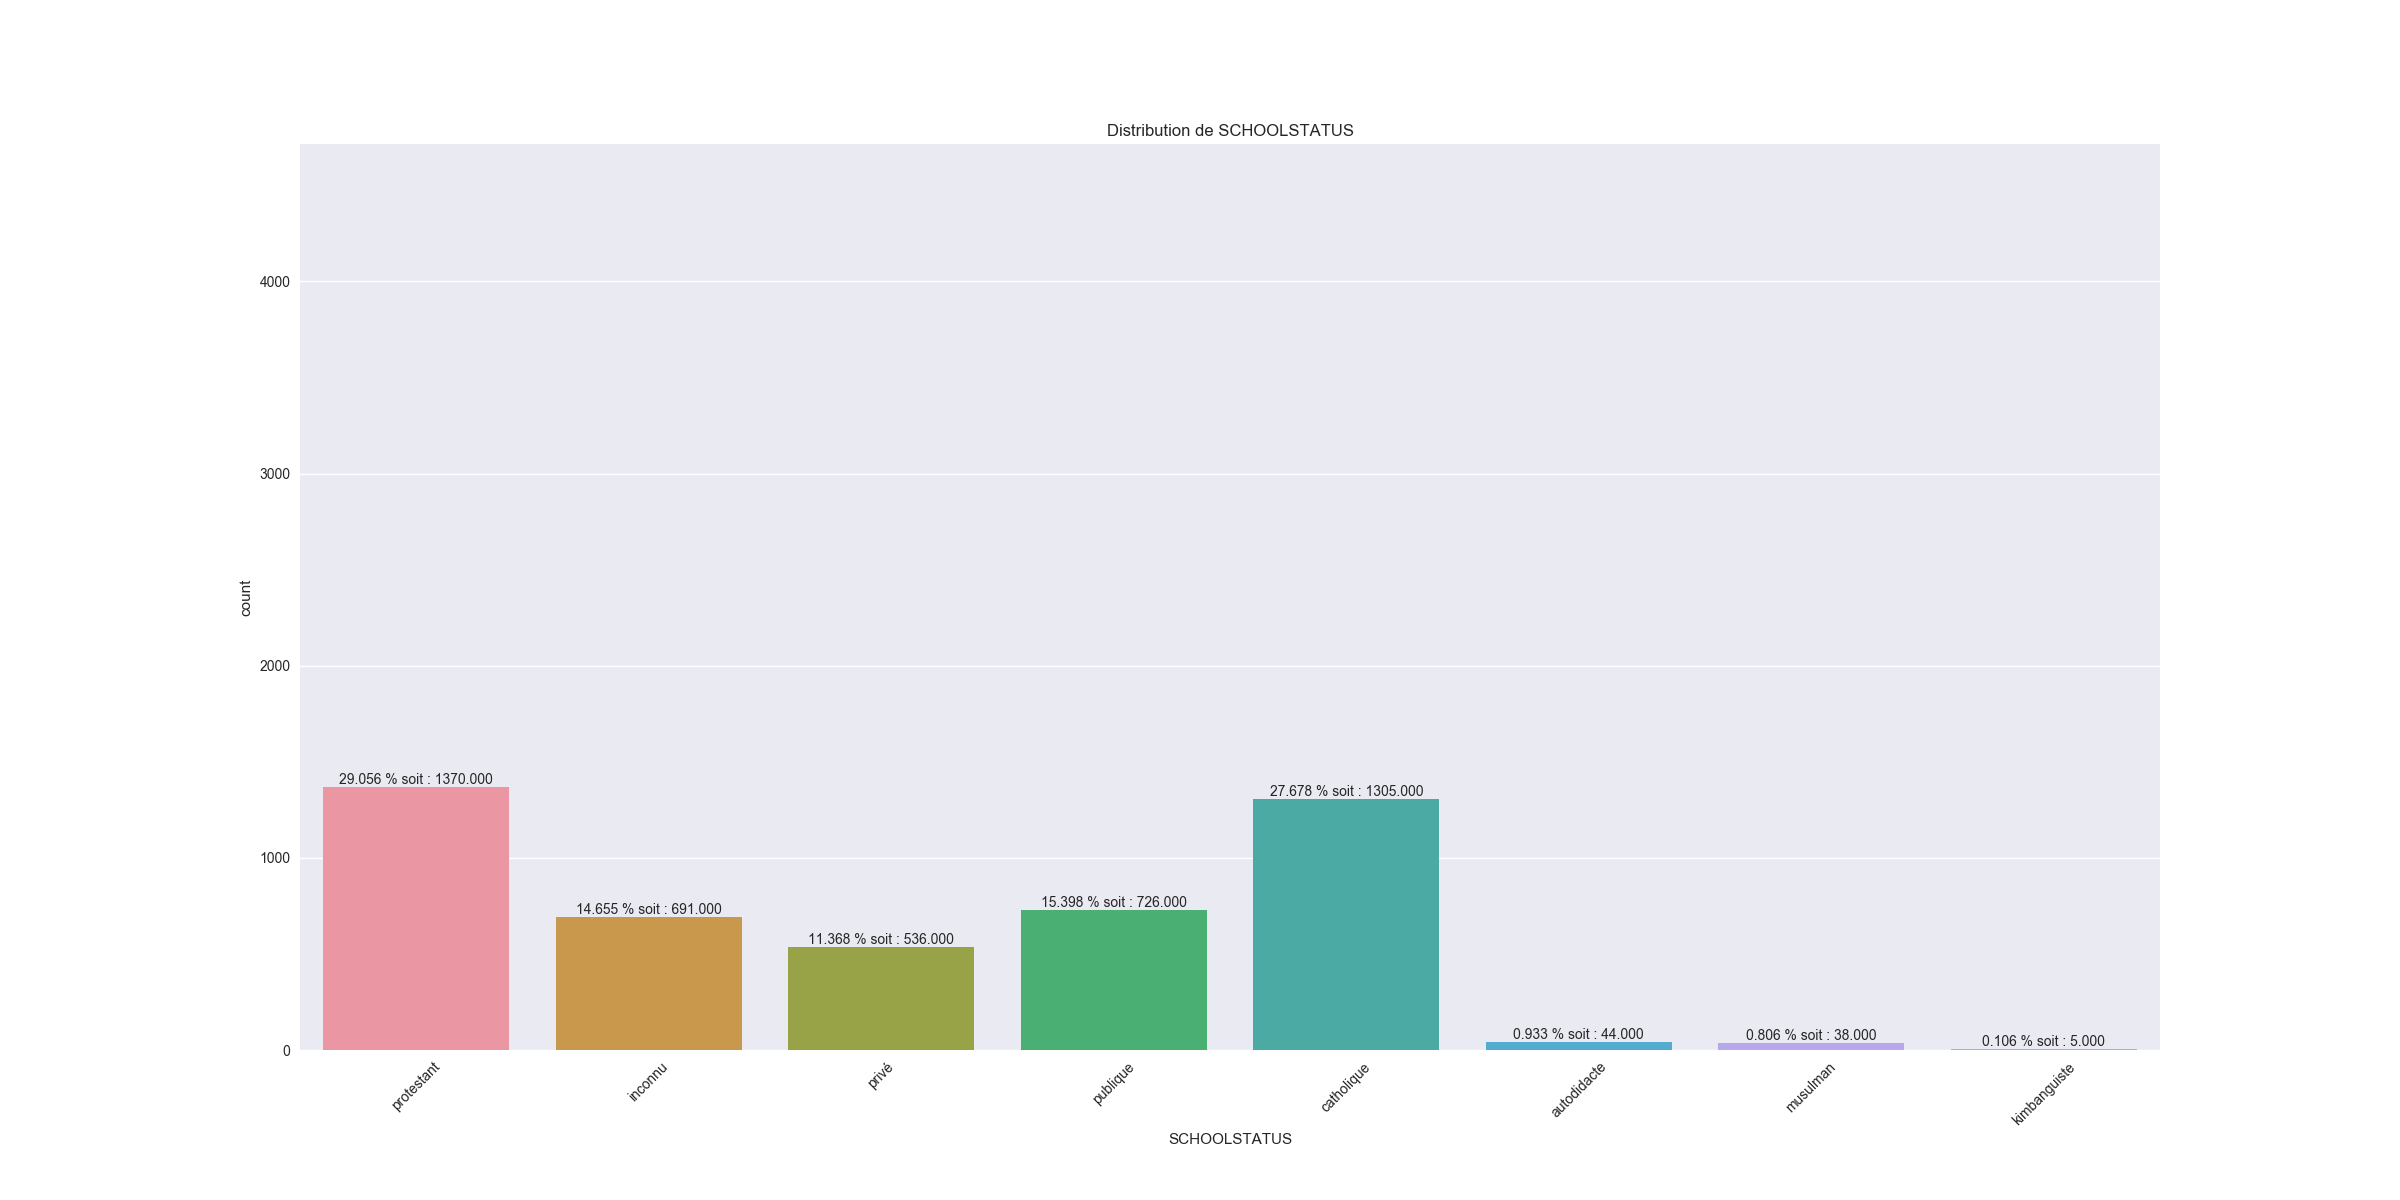 Distribution de SCHOOLSTATUS
4000
3000
2000
1000
0
count
29.056 % soit : 1370.000
14.655 % soit : 691.000
11.368 % soit : 536.000
15.398 % soit : 726.000
27.678 % soit : 1305.000
0.933 % soit : 44.000
0.806 % soit : 38.000
0.106 % soit : 5.000
protestant
inconnu
privé
publique
catholique
autodidacte
musulman
kimbanguiste
SCHOOLSTATUS